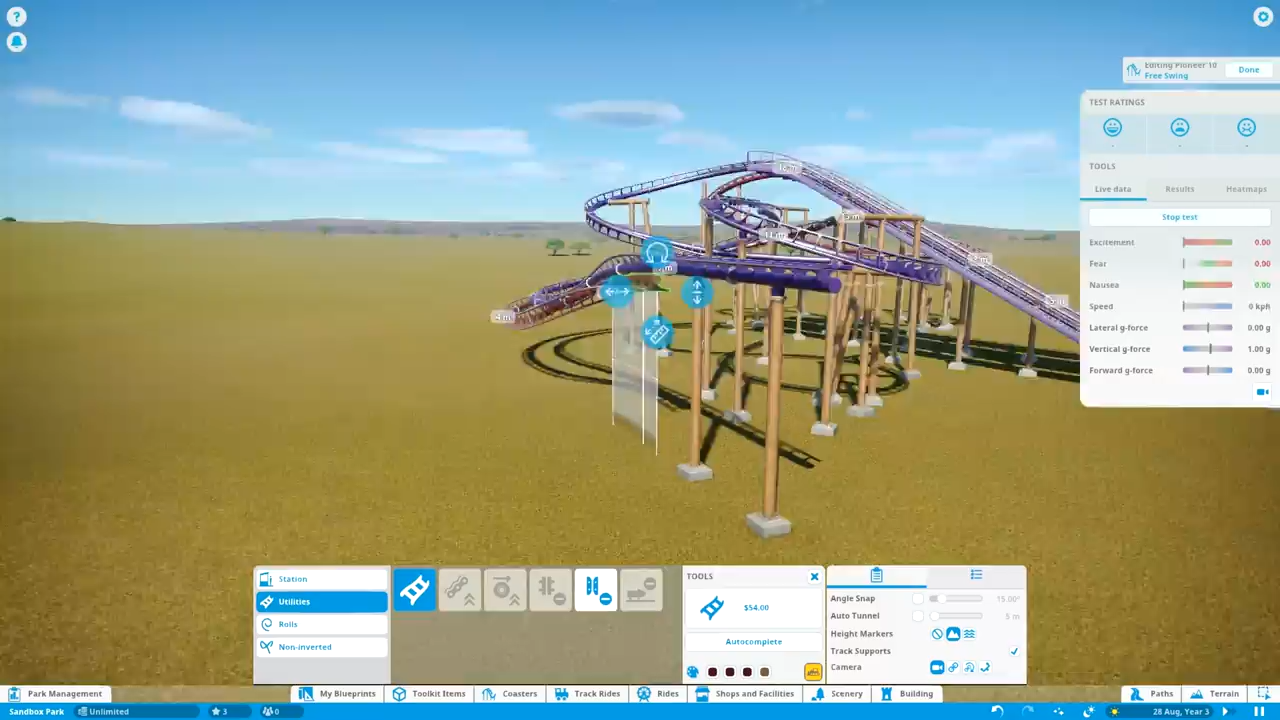 Editing Pioneer 10
Free Swing
Done
TEST RATINGS
-
-
-
TOOLS
Live data
Results
Heatmaps
Stop test
Excitement 0.00
Fear 0.00
Nausea 0.00
Speed 0 kph
Lateral g-force 0.00 g
Vertical g-force 1.00 g
Forward g-force 0.00 g
4 m
Station
Utilities
Rolls
Non-inverted
TOOLS
$54.00
Autocomplete
Angle Snap 15.00°
Auto Tunnel 5 m
Height Markers
Track Supports
Camera
Park Management
My Blueprints
Toolkit Items
Coasters
Track Rides
Rides
Shops and Facilities
Scenery
Building
Paths
Terrain
Sandbox Park
Unlimited
3
0
28 Aug, Year 3